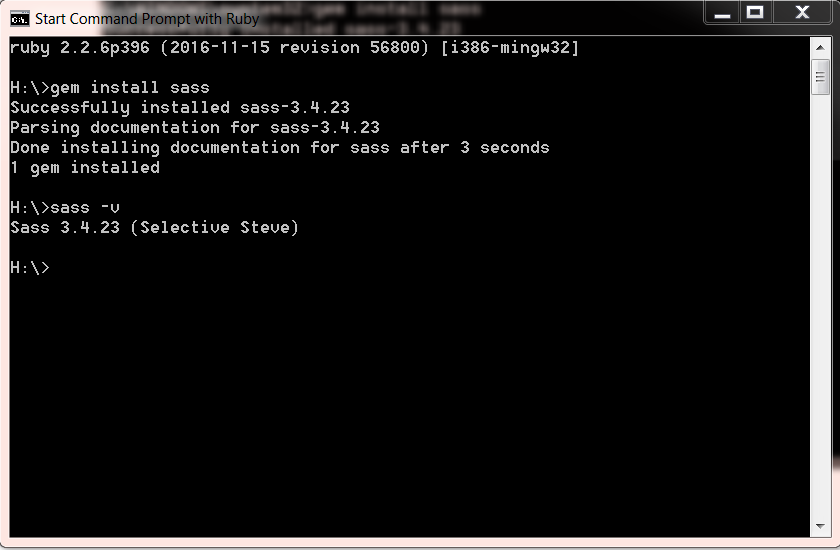 Start Command Prompt with Ruby
ruby 2.2.6p396 (2016-11-15 revision 56800) [i386-mingw32]
H:\>gem install sass
Successfully installed sass-3.4.23
Parsing documentation for sass-3.4.23
Done installing documentation for sass after 3 seconds
1 gem installed
H:\>sass -v
Sass 3.4.23 (Selective Steve)
H:\>